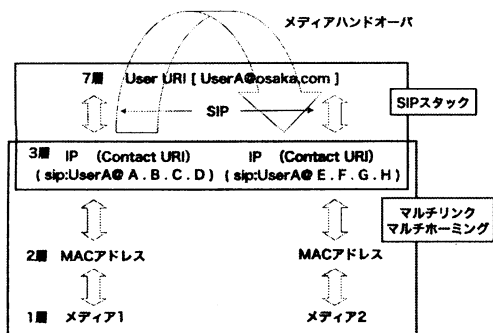 メディアハンドオーバ
7層 User URI [ UserA@osaka.com ]
SIP
SIPスタック
3層 IP (Contact URI) IP (Contact URI)
( sip:UserA@ A . B . C . D ) ( sip:UserA@ E . F . G . H )
マルチリンク
マルチホーミング
2層 MACアドレス MACアドレス
1層 メディア1 メディア2